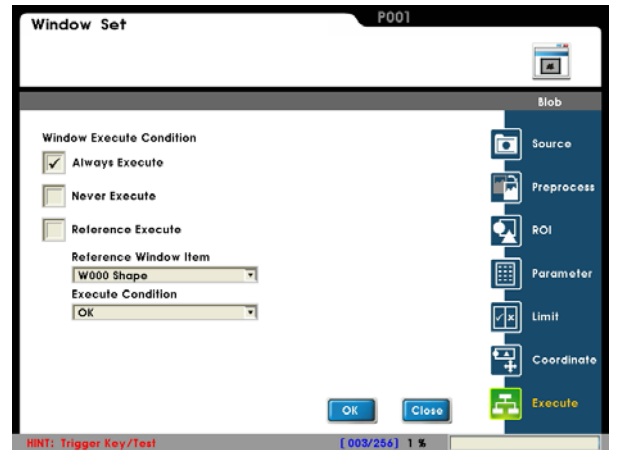 Window Set
P001
Blob
Window Execute Condition
Always Execute
Never Execute
Reference Execute
Reference Window Item
W000 Shape
Execute Condition
OK
Source
Preprocess
ROI
Parameter
Limit
Coordinate
Execute
OK
Close
HINT: Trigger Key/Test
[003/256] 1 %